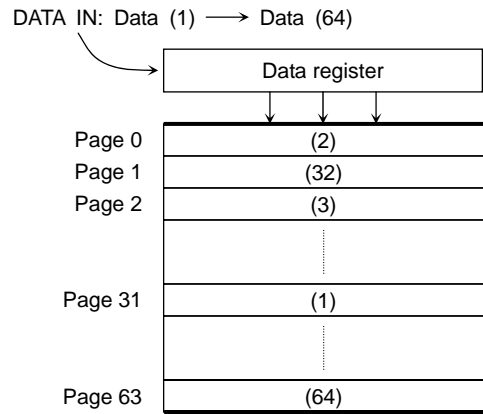 DATA IN: Data (1) → Data (64)
Data register
Page 0 (2)
Page 1 (32)
Page 2 (3)
Page 31 (1)
Page 63 (64)